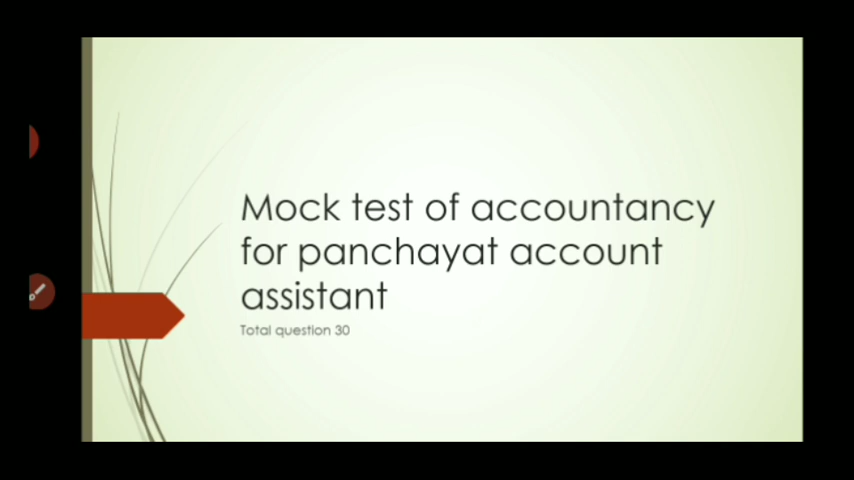 Mock test of accountancy
for panchayat account
assistant
Total question 30